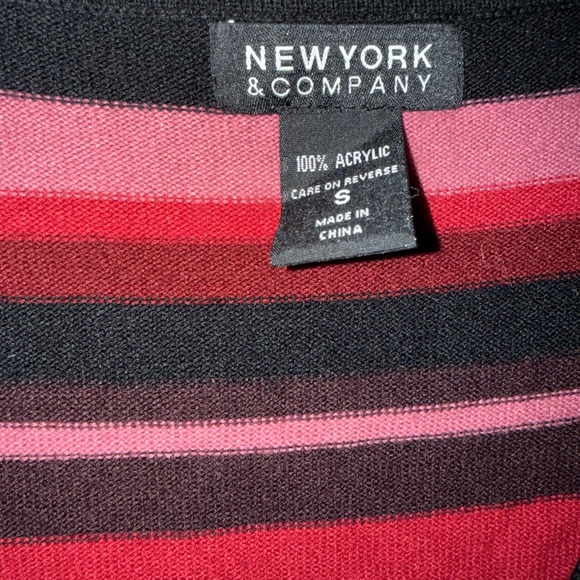 NEW YORK
& COMPANY
100% ACRYLIC
CARE ON REVERSE
S
MADE IN
CHINA